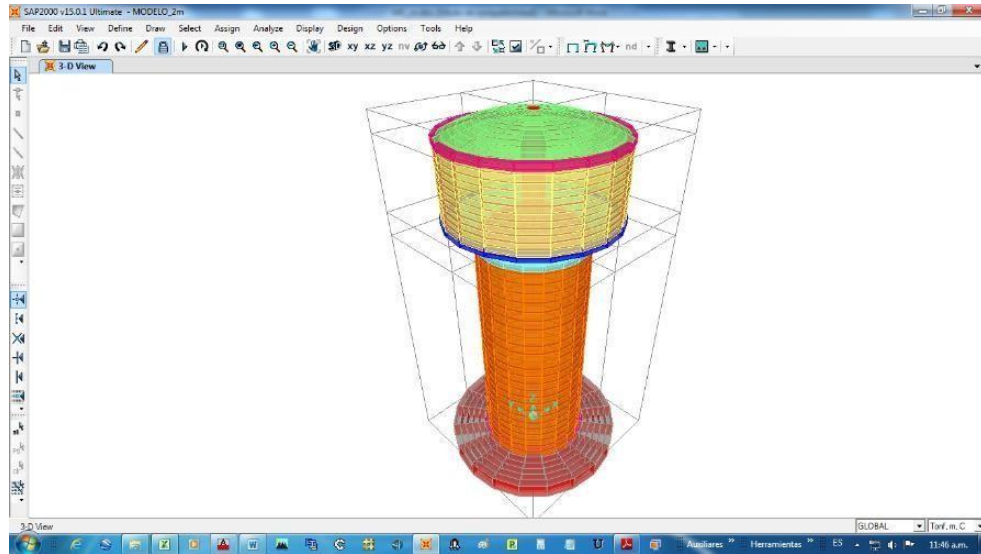 SAP2000 v15.0.1 Ultimate - MODELO_2m
File Edit View Define Draw Select Assign Analyze Display Design Options Tools Help
xy xz yz nv nd
3-D View
3-D View
GLOBAL Tonf, m, C
Auxiliares Herramientas ES 11:46 a.m.